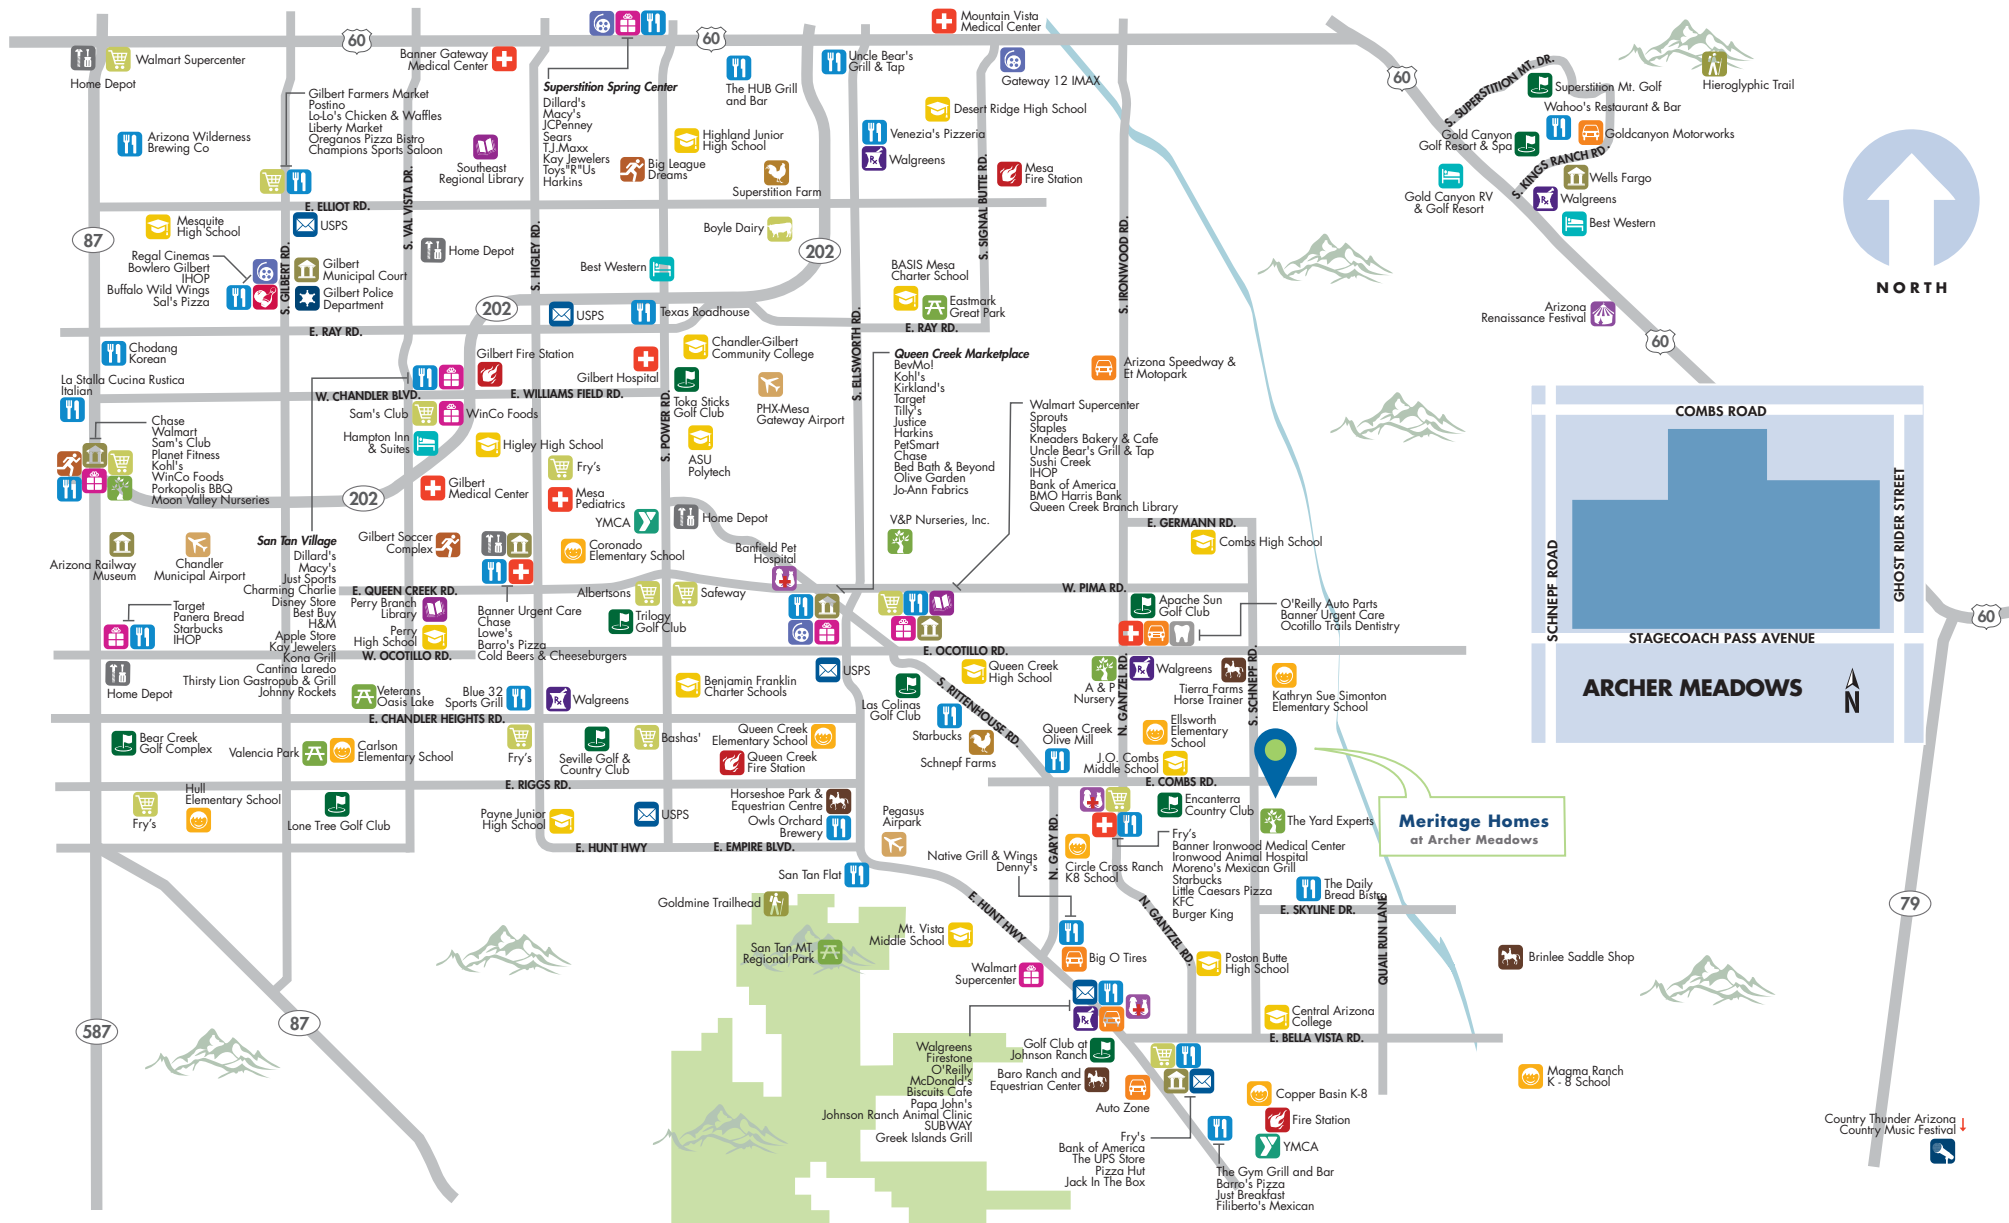 60
60
Mountain Vista
Medical Center
Home Depot
Walmart Supercenter
Banner Gateway
Medical Center
Superstition Spring Center
Dillard's
Macy's
JCPenney
Sears
T.J.Maxx
Kay Jewelers
Toys"R"Us
Harkins
The HUB Grill
and Bar
Uncle Bear's
Grill & Tap
Gateway 12 IMAX
60
S. SUPERSTITION MT. DR.
Superstition Mt. Golf
Hieroglyphic Trail
Wahoo's Restaurant & Bar
Goldcanyon Motorworks
Gold Canyon
Golf Resort & Spa
S. KINGS RANCH RD.
Wells Fargo
Walgreens
Best Western
Gold Canyon RV
& Golf Resort
Arizona
Renaissance Festival
60
NORTH
Gilbert Farmers Market
Postino
Lo-Lo's Chicken & Waffles
Liberty Market
Oreganos Pizza Bistro
Champions Sports Saloon
Arizona Wilderness
Brewing Co
Southeast
Regional Library
Highland Junior
High School
Big League
Dreams
Superstition Farm
Desert Ridge High School
Venezia's Pizzeria
Walgreens
Mesa
Fire Station
S. SIGNAL BUTTE RD.
S. IRONWOOD RD.
E. ELLIOT RD.
S. VAL VISTA DR.
S. HIGLEY RD.
S. GILBERT RD.
Mesquite
High School
USPS
87
Home Depot
Boyle Dairy
202
Regal Cinemas
Bowlero Gilbert
IHOP
Buffalo Wild Wings
Sal's Pizza
Gilbert
Municipal Court
Gilbert Police
Department
Best Western
BASIS Mesa
Charter School
Eastmark
Great Park
202
USPS
Texas Roadhouse
E. RAY RD.
E. RAY RD.
S. ELLSWORTH RD.
Chodang
Korean
La Stalla Cucina Rustica
Italian
Gilbert Fire Station
Gilbert Hospital
Chandler-Gilbert
Community College
Toka Sticks
Golf Club
PHX-Mesa
Gateway Airport
W. CHANDLER BLVD.
E. WILLIAMS FIELD RD.
S. POWER RD.
Sam's Club
WinCo Foods
Hampton Inn
& Suites
Higley High School
Fry's
ASU
Polytech
Queen Creek Marketplace
BevMo!
Kohl's
Kirkland's
Target
Tilly's
Justice
Harkins
PetSmart
Chase
Bed Bath & Beyond
Olive Garden
Jo-Ann Fabrics
Arizona Speedway &
Et Motopark
Walmart Supercenter
Sprouts
Staples
Kneaders Bakery & Cafe
Uncle Bear's Grill & Tap
Sushi Creek
IHOP
Bank of America
BMO Harris Bank
Queen Creek Branch Library
Chase
Walmart
Sam's Club
Planet Fitness
Kohl's
WinCo Foods
Porkopolis BBQ
Moon Valley Nurseries
202
Gilbert
Medical Center
Mesa
Pediatrics
YMCA
Home Depot
V&P Nurseries, Inc.
E. GERMANN RD.
Combs High School
Arizona Railway
Museum
Chandler
Municipal Airport
San Tan Village
Dillard's
Macy's
Just Sports
Charming Charlie
Disney Store
Best Buy
H&M
Apple Store
Kay Jewelers
Kona Grill
Cantina Laredo
Thirsty Lion Gastropub & Grill
Johnny Rockets
Gilbert Soccer
Complex
Coronado
Elementary School
Banfield Pet
Hospital
E. QUEEN CREEK RD.
Perry Branch
Library
Perry
High School
Banner Urgent Care
Chase
Lowe's
Barro's Pizza
Cold Beers & Cheeseburgers
Albertsons
Safeway
Trilogy
Golf Club
W. PIMA RD.
Apache Sun
Golf Club
O'Reilly Auto Parts
Banner Urgent Care
Ocotillo Trails Dentistry
Target
Panera Bread
Starbucks
IHOP
W. OCOTILLO RD.
E. OCOTILLO RD.
Home Depot
Veterans
Oasis Lake
Blue 32
Sports Grill
Walgreens
Benjamin Franklin
Charter Schools
USPS
Las Colinas
Golf Club
Queen Creek
High School
S. RITTENHOUSE RD.
A & P
Nursery
N. GANTZEL RD.
Walgreens
Tierra Farms
Horse Trainer
S. SCHNEPF RD.
Kathryn Sue Simonton
Elementary School
E. CHANDLER HEIGHTS RD.
Bear Creek
Golf Complex
Valencia Park
Carlson
Elementary School
Fry's
Seville Golf &
Country Club
Bashas'
Queen Creek
Elementary School
Queen Creek
Fire Station
Starbucks
Schnepf Farms
Queen Creek
Olive Mill
Ellsworth
Elementary
School
J.O. Combs
Middle School
E. RIGGS RD.
E. COMBS RD.
Hull
Elementary School
Fry's
Lone Tree Golf Club
Payne Junior
High School
USPS
Horseshoe Park &
Equestrian Centre
Owls Orchard
Brewery
Pegasus
Airpark
Encanterra
Country Club
The Yard Experts
Meritage Homes
at Archer Meadows
E. HUNT HWY
E. EMPIRE BLVD.
N. GARY RD.
Native Grill & Wings
Denny's
Circle Cross Ranch
K8 School
Fry's
Banner Ironwood Medical Center
Ironwood Animal Hospital
Moreno's Mexican Grill
Starbucks
Little Caesars Pizza
KFC
Burger King
San Tan Flat
Goldmine Trailhead
E. HUNT HWY
N. GANTZEL RD.
The Daily
Bread Bistro
E. SKYLINE DR.
QUAIL RUN LANE
San Tan MT.
Regional Park
Mt. Vista
Middle School
Walmart
Supercenter
Big O Tires
Poston Butte
High School
Brinlee Saddle Shop
587
87
Central Arizona
College
E. BELLA VISTA RD.
Walgreens
Firestone
O'Reilly
McDonald's
Biscuits Cafe
Papa John's
Johnson Ranch Animal Clinic
SUBWAY
Greek Islands Grill
Golf Club at
Johnson Ranch
Baro Ranch and
Equestrian Center
Auto Zone
Copper Basin K-8
Fire Station
YMCA
Magma Ranch
K - 8 School
Fry's
Bank of America
The UPS Store
Pizza Hut
Jack In The Box
The Gym Grill and Bar
Barro's Pizza
Just Breakfast
Filiberto's Mexican
Country Thunder Arizona
Country Music Festival
COMBS ROAD
SCHNEPF ROAD
GHOST RIDER STREET
STAGECOACH PASS AVENUE
ARCHER MEADOWS
N
60
79